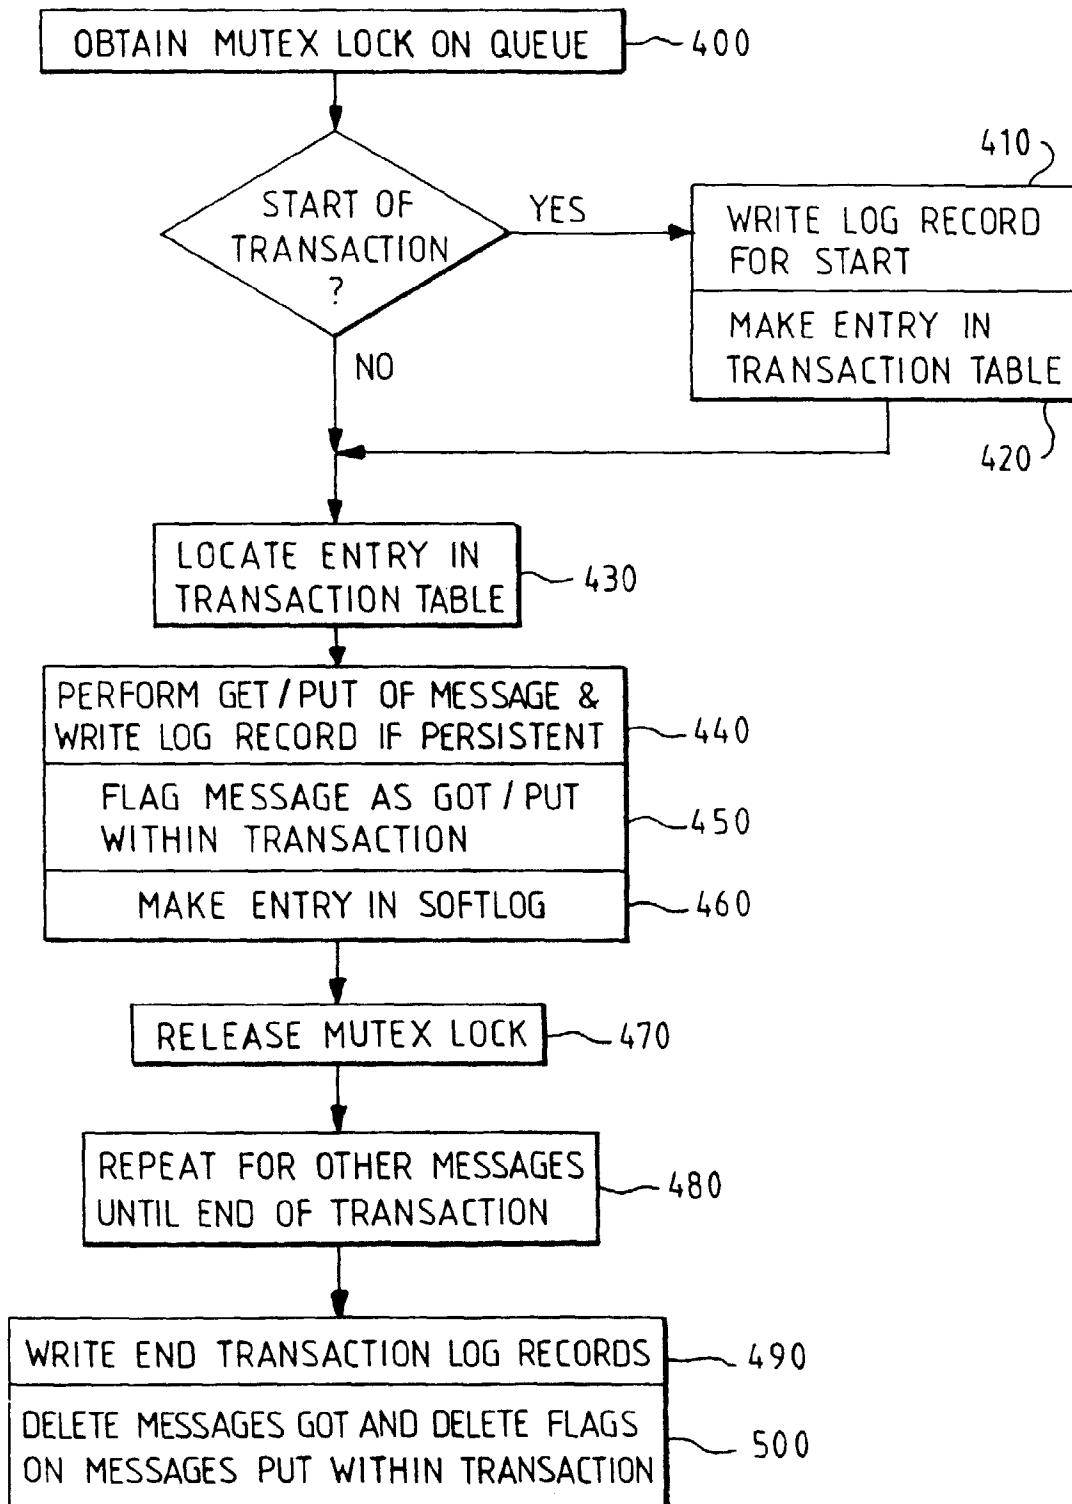 OBTAIN MUTEX LOCK ON QUEUE 400
START OF
TRANSACTION
?
YES
410
WRITE LOG RECORD
FOR START
MAKE ENTRY IN
TRANSACTION TABLE
420
NO
LOCATE ENTRY IN
TRANSACTION TABLE
430
PERFORM GET/PUT OF MESSAGE &
WRITE LOG RECORD IF PERSISTENT
440
FLAG MESSAGE AS GOT/PUT
WITHIN TRANSACTION
450
MAKE ENTRY IN SOFTLOG 460
RELEASE MUTEX LOCK 470
REPEAT FOR OTHER MESSAGES
UNTIL END OF TRANSACTION
480
WRITE END TRANSACTION LOG RECORDS 490
DELETE MESSAGES GOT AND DELETE FLAGS
ON MESSAGES PUT WITHIN TRANSACTION
500